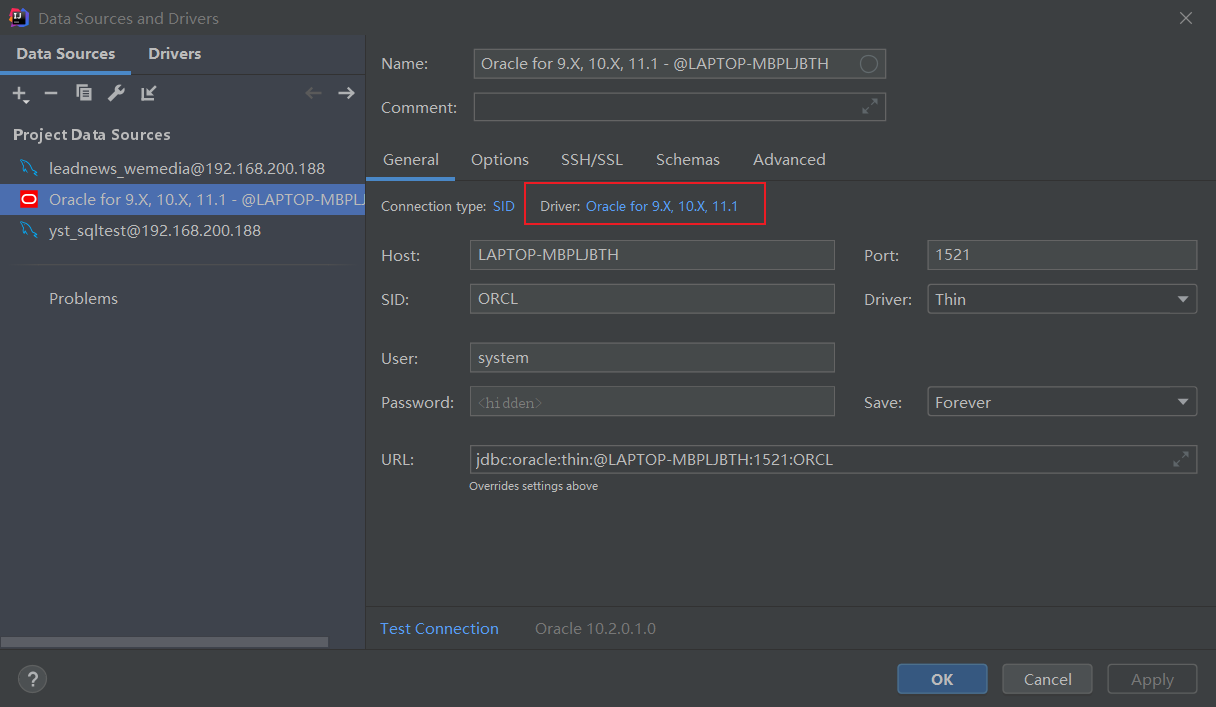 Data Sources and Drivers
Data Sources
Drivers
Project Data Sources
leadnews_wemedia@192.168.200.188
Oracle for 9.X, 10.X, 11.1 - @LAPTOP-MBPLJ
yst_sqltest@192.168.200.188
Problems
Name: Oracle for 9.X, 10.X, 11.1 - @LAPTOP-MBPLJBTH
Comment:
General Options SSH/SSL Schemas Advanced
Connection type: SID Driver: Oracle for 9.X, 10.X, 11.1
Host: LAPTOP-MBPLJBTH Port: 1521
SID: ORCL Driver: Thin
User: system
Password: <hidden> Save: Forever
URL: jdbc:oracle:thin:@LAPTOP-MBPLJBTH:1521:ORCL
Overrides settings above
Test Connection Oracle 10.2.0.1.0
? OK Cancel Apply